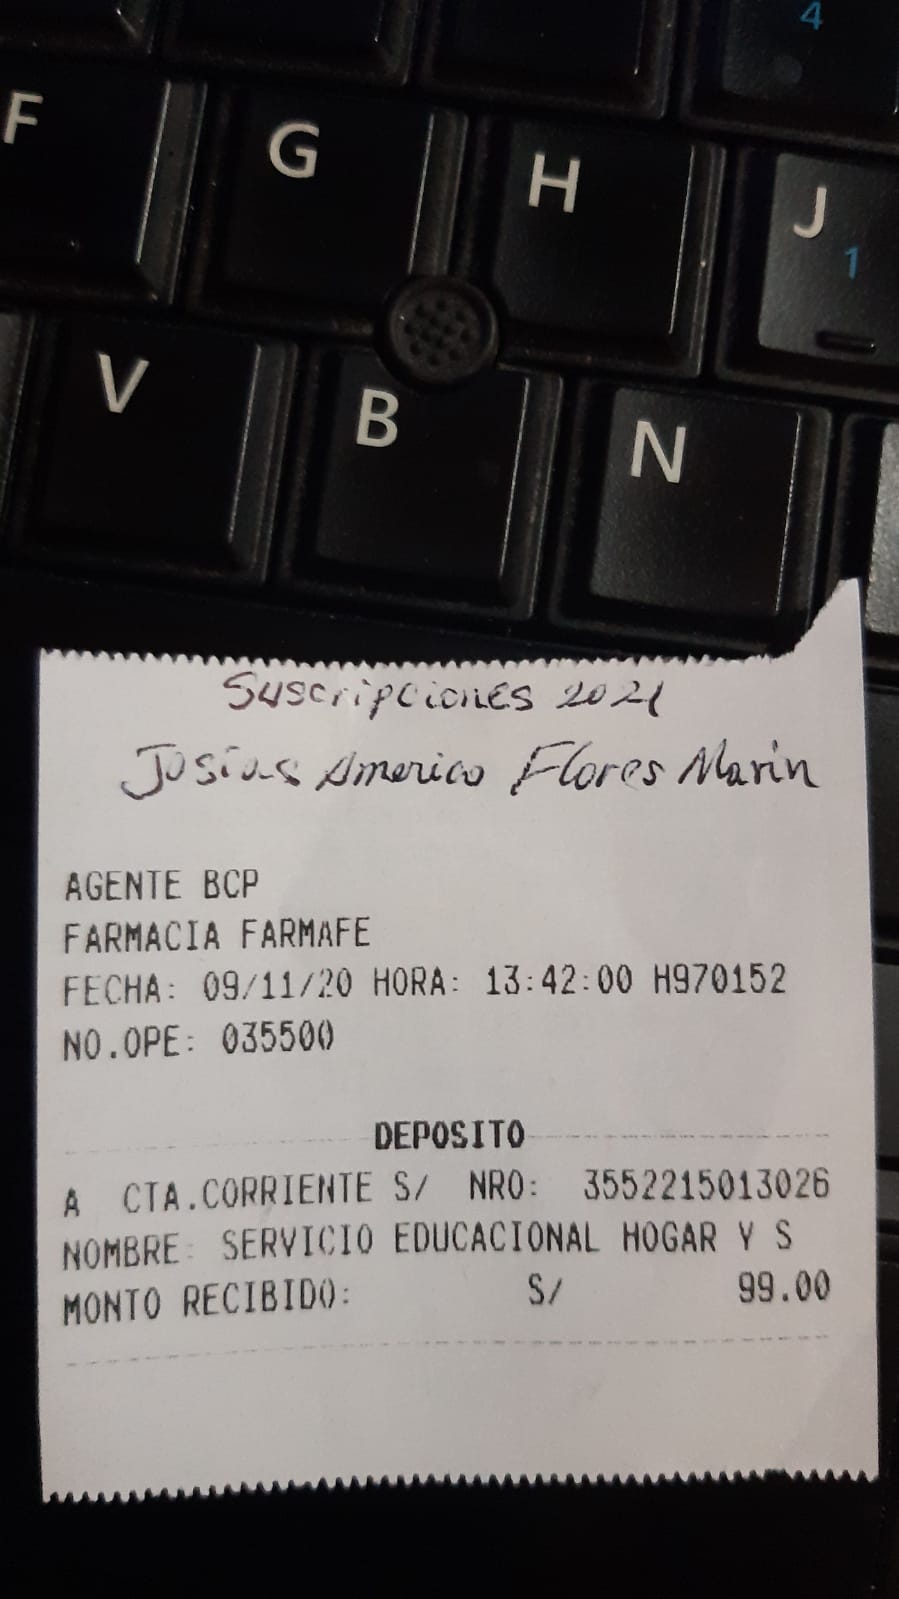 4
F G H J
1
V B N
Suscripciones 2021
Josías Americo Flores Marin
AGENTE BCP
FARMACIA FARMAFE
FECHA: 09/11/20 HORA: 13:42:00 H970152
NO.OPE: 035500
DEPOSITO
A CTA.CORRIENTE S/ NRO: 3552215013026
NOMBRE: SERVICIO EDUCACIONAL HOGAR Y S
MONTO RECIBIDO: S/ 99.00